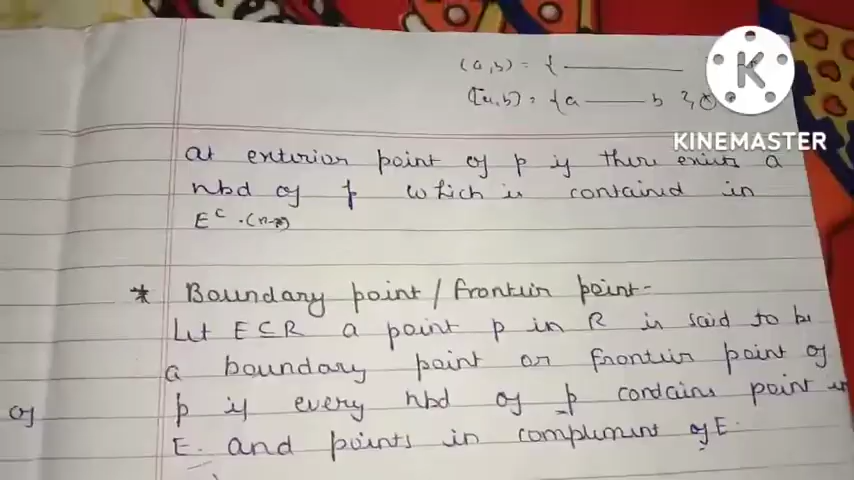 (a,b) = {
[a,b) = {a b },
K
KINEMASTER
at exterior point of p if there exists a
nbd of p which is contained in
E^c
* Boundary point / frontier point-
Let E ⊆ R a point p in R is said to be
a boundary point or frontier point of
p if every nbd of p contains point in
of
E. and points in complement of E.